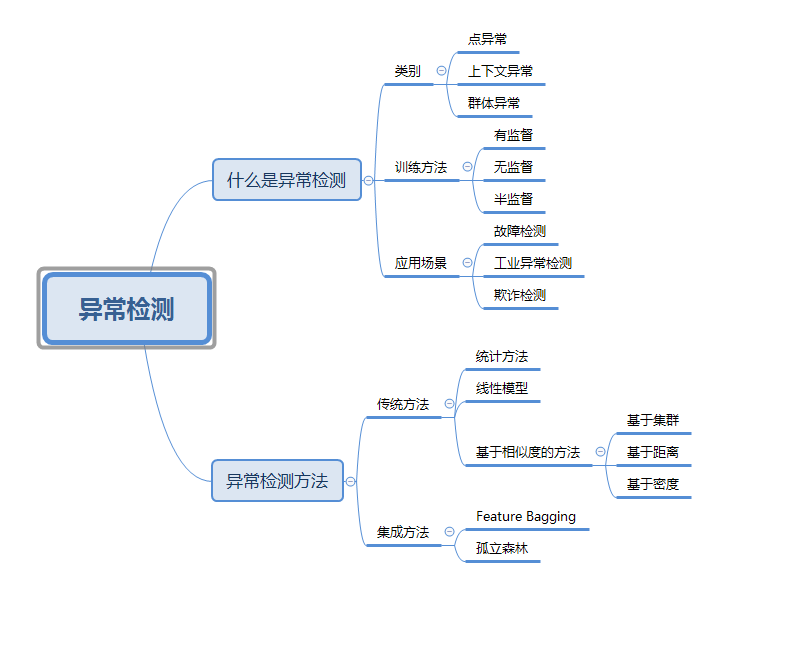 异常检测
什么是异常检测
类别
点异常
上下文异常
群体异常
训练方法
有监督
无监督
半监督
应用场景
故障检测
工业异常检测
欺诈检测
异常检测方法
传统方法
统计方法
线性模型
基于相似度的方法
基于集群
基于距离
基于密度
集成方法
Feature Bagging
孤立森林